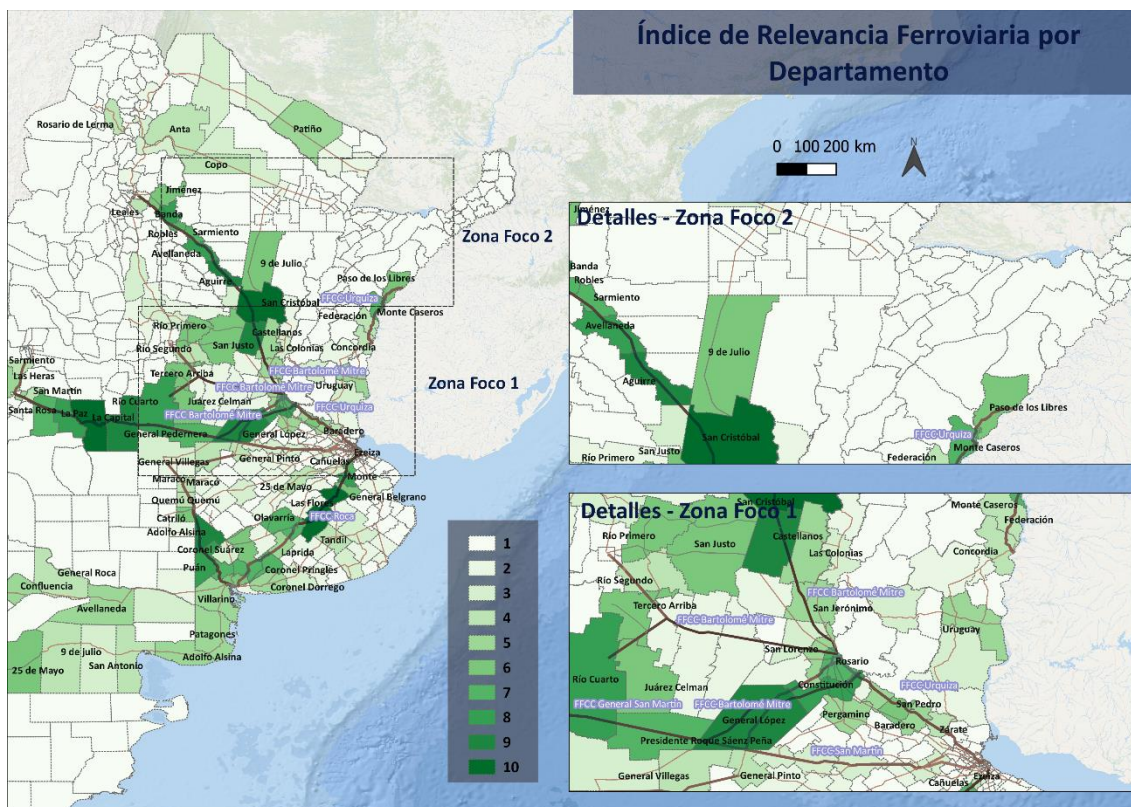 Índice de Relevancia Ferroviaria por
Departamento
0 100 200 km
N
Rosario de Lerma
Anta
Patiño
Copo
Jiménez
Leales
Banda
Robles
Sarmiento
Avellaneda
Zona Foco 2
9 de Julio
Aguirre
Paso de los Libres
San Cristóbal
FFCC Urquiza
Monte Caseros
Federación
Río Primero
Castellanos
San Justo
Río Segundo
Las Colonias
Concordia
Sarmiento
Las Heras
Tercero Arriba
FFCC Bartolomé Mitre
Zona Foco 1
San Martín
FFCC Bartolomé Mitre
Uruguay
Río Cuarto
Juárez Celman
Santa Rosa
La Paz
La Capital
FFCC Bartolomé Mitre
FFCC Urquiza
General Pedernera
General López
Baradero
Ezeiza
General Villegas
General Pinto
Cañuelas
Monte
Maracó
Maracó
25 de Mayo
Quemú Quemú
Las Flores
General Belgrano
Catriló
Olavarría
FFCC Roca
Adolfo Alsina
Tandil
Coronel Suárez
Laprida
Puán
Coronel Pringles
General Roca
Coronel Dorrego
Confluencia
Villarino
Avellaneda
Patagones
9 de Julio
Adolfo Alsina
25 de Mayo
San Antonio
1
2
3
4
5
6
7
8
9
10
Jiménez
Detalles - Zona Foco 2
Banda
Robles
Sarmiento
Avellaneda
9 de Julio
Aguirre
Paso de los Libres
San Cristóbal
FFCC Urquiza
Monte Caseros
San Justo
Federación
Río Primero
San Cristóbal
Detalles - Zona Foco 1
Monte Caseros
Federación
Río Primero
San Justo
Castellanos
Las Colonias
Concordia
Río Segundo
FFCC Bartolomé Mitre
Tercero Arriba
San Jerónimo
FFCC Bartolomé Mitre
Uruguay
San Lorenzo
Rosario
Río Cuarto
Juárez Celman
Constitución
FFCC Urquiza
FFCC General San Martín
FFCC Bartolomé Mitre
San Pedro
General López
Pergamino
Baradero
Presidente Roque Sáenz Peña
Zárate
FFCC San Martín
General Villegas
General Pinto
Ezeiza
Cañuelas